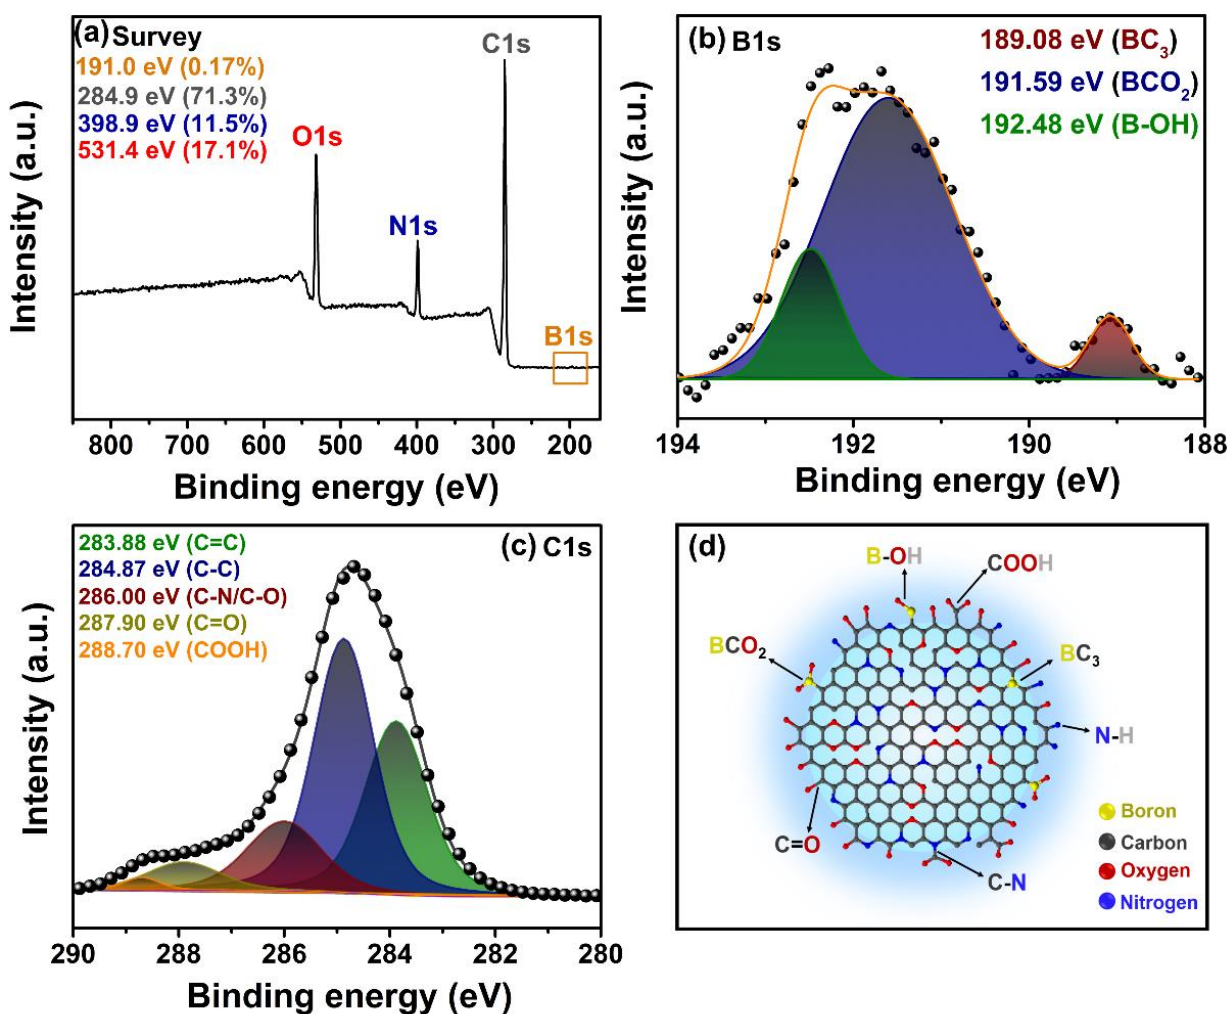 (a) Survey
191.0 eV (0.17%)
284.9 eV (71.3%)
398.9 eV (11.5%)
531.4 eV (17.1%)
C1s
O1s
N1s
B1s
Intensity (a.u.)
800 700 600 500 400 300 200
Binding energy (eV)
(b) B1s
189.08 eV (BC₃)
191.59 eV (BCO₂)
192.48 eV (B-OH)
Intensity (a.u.)
194 192 190 188
Binding energy (eV)
(c) C1s
283.88 eV (C=C)
284.87 eV (C-C)
286.00 eV (C-N/C-O)
287.90 eV (C=O)
288.70 eV (COOH)
Intensity (a.u.)
290 288 286 284 282 280
Binding energy (eV)
(d)
B-OH
COOH
BCO₂
BC₃
N-H
C=O
C-N
Boron
Carbon
Oxygen
Nitrogen